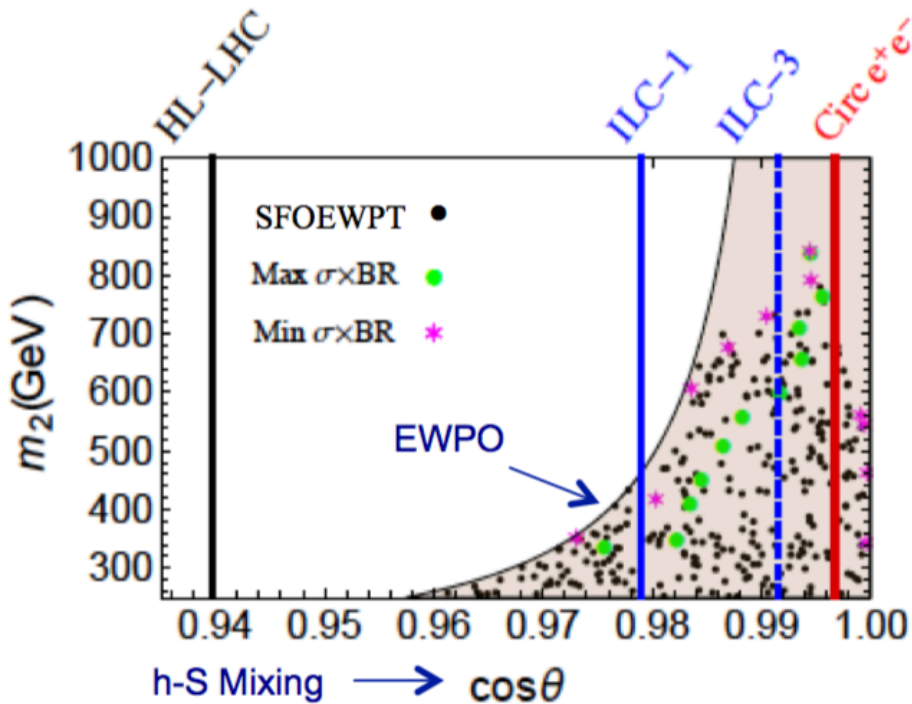 HL-LHC
ILC-1
ILC-3
Circ e⁺e⁻
1000
900
800
700
600
500
400
300
m₂(GeV)
SFOEWPT
Max σ×BR
Min σ×BR
EWPO
0.94 0.95 0.96 0.97 0.98 0.99 1.00
h-S Mixing
cosθ